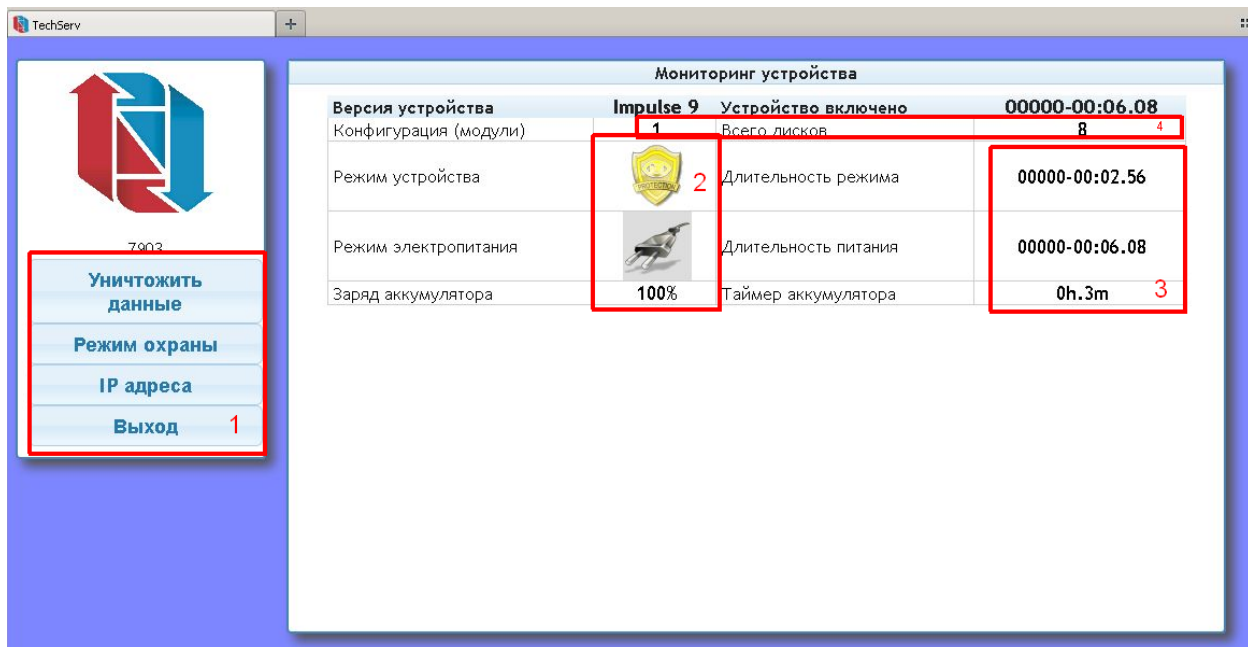 TechServ
+
Мониторинг устройства
Версия устройства Impulse 9 Устройство включено 00000-00:06.08
Конфигурация (модули) 1 Всего дисков 8 4
Режим устройства PROTECTION 2 Длительность режима 00000-00:02.56
Режим электропитания Длительность питания 00000-00:06.08
Заряд аккумулятора 100% Таймер аккумулятора 0h.3m 3
7903
Уничтожить
данные
Режим охраны
IP адреса
Выход 1